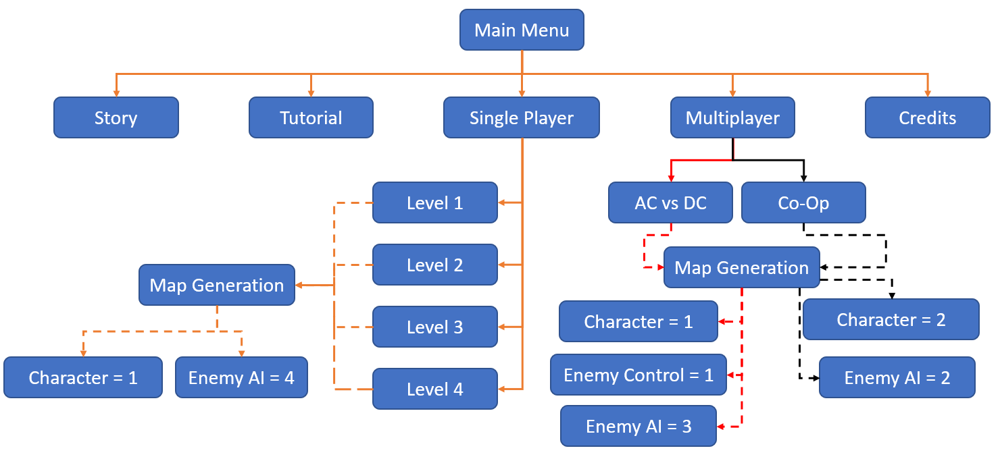 Main Menu
Story
Tutorial
Single Player
Multiplayer
Credits
Level 1
Level 2
Level 3
Level 4
Map Generation
Character = 1
Enemy AI = 4
AC vs DC
Co-Op
Map Generation
Character = 1
Enemy Control = 1
Enemy AI = 3
Character = 2
Enemy AI = 2